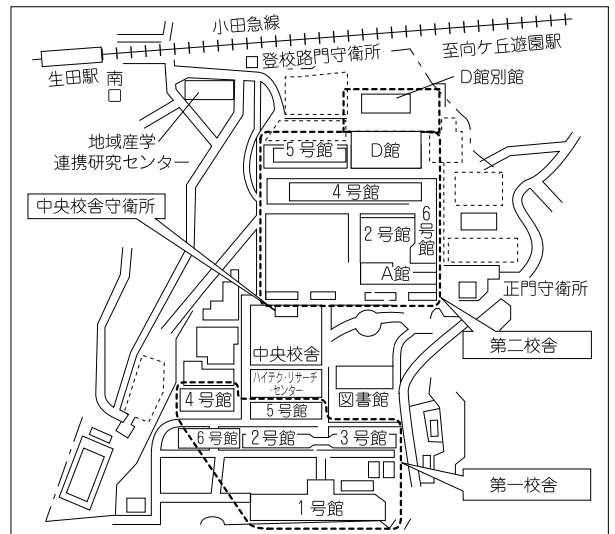 小田急線
登校路門守衛所
至向ケ丘遊園駅
生田駅
南
D館別館
地域産学
連携研究センター
5号館
D館
4号館
中央校舎守衛所
2号館
6号館
A館
正門守衛所
第二校舎
中央校舎
ハイテク・リサーチ
・センター
図書館
4号館
5号館
6号館
2号館
3号館
第一校舎
1号館